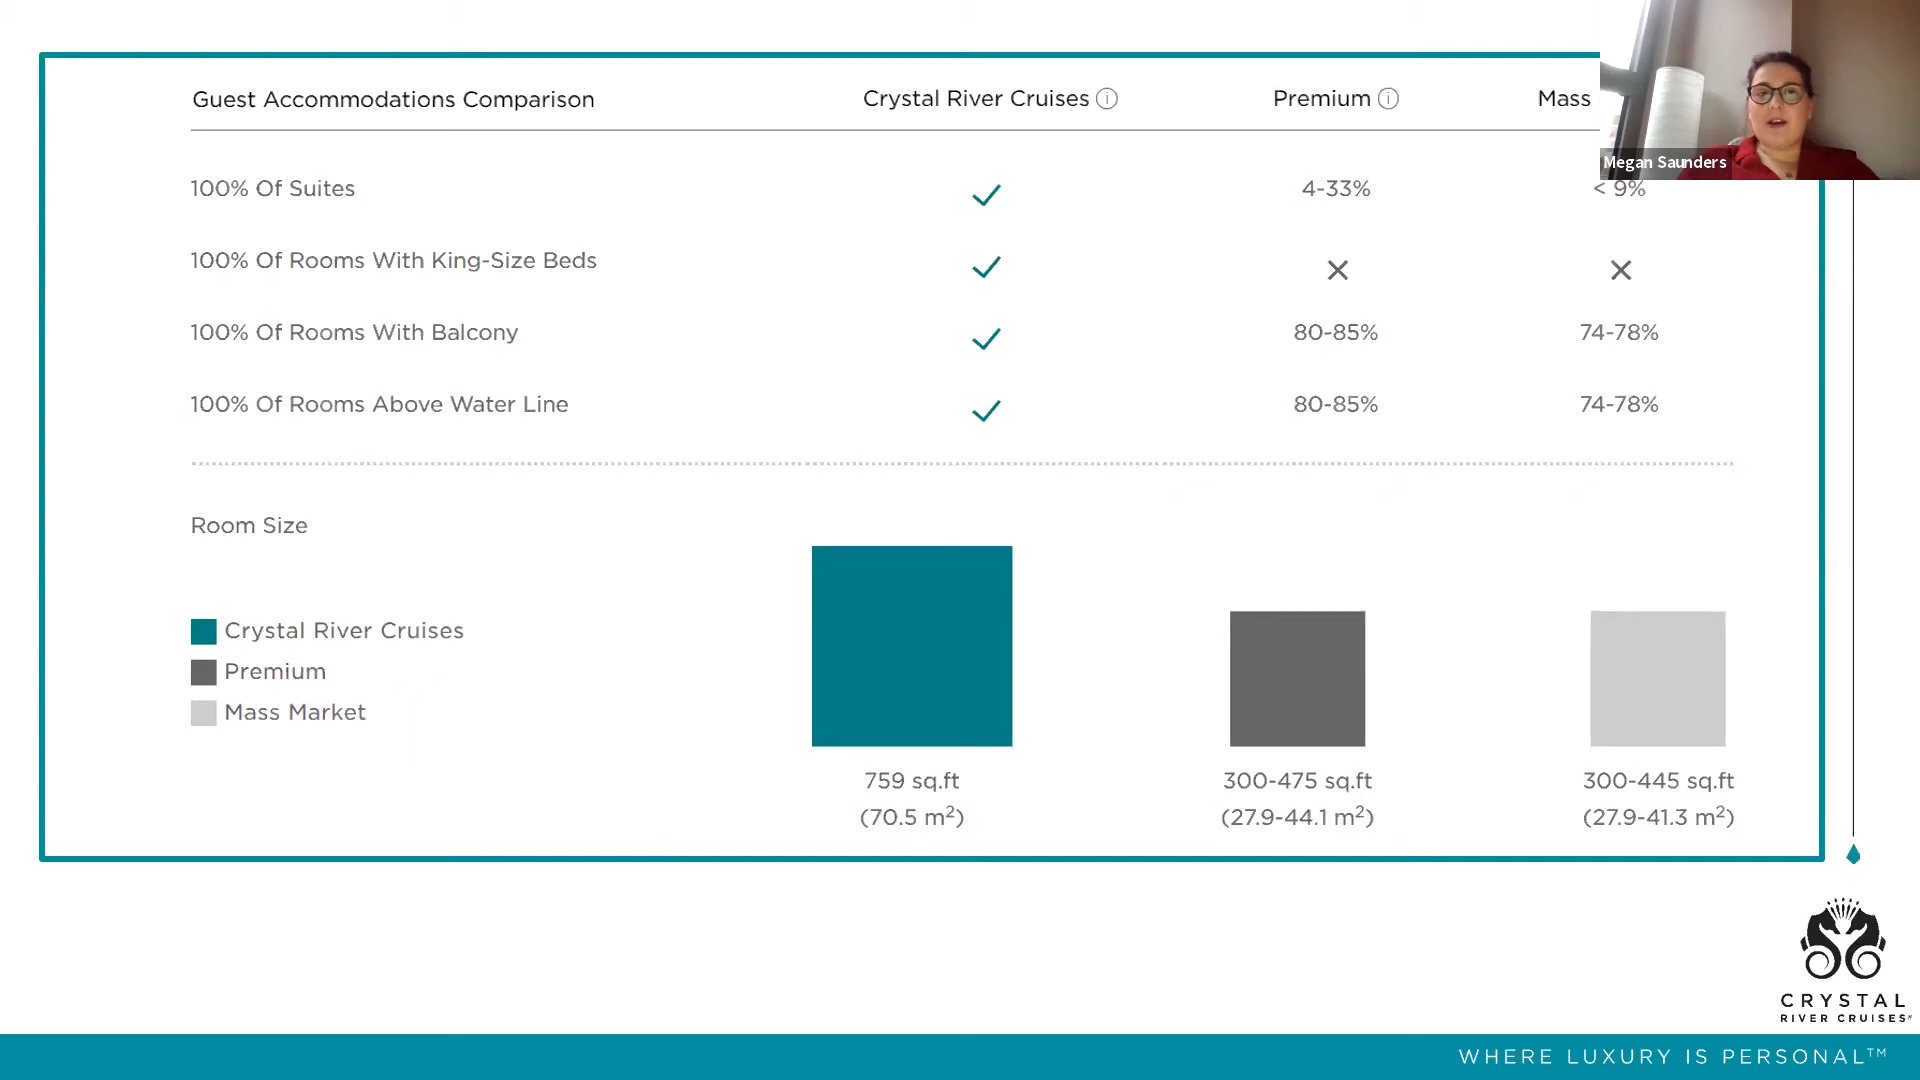 Guest Accommodations Comparison Crystal River Cruises ⓘ Premium ⓘ Mass
Megan Saunders
100% Of Suites 4-33% < 9%
100% Of Rooms With King-Size Beds
100% Of Rooms With Balcony 80-85% 74-78%
100% Of Rooms Above Water Line 80-85% 74-78%
Room Size
Crystal River Cruises
Premium
Mass Market
759 sq.ft 300-475 sq.ft 300-445 sq.ft
(70.5 m²) (27.9-44.1 m²) (27.9-41.3 m²)
CRYSTAL
RIVER CRUISES
WHERE LUXURY IS PERSONAL™